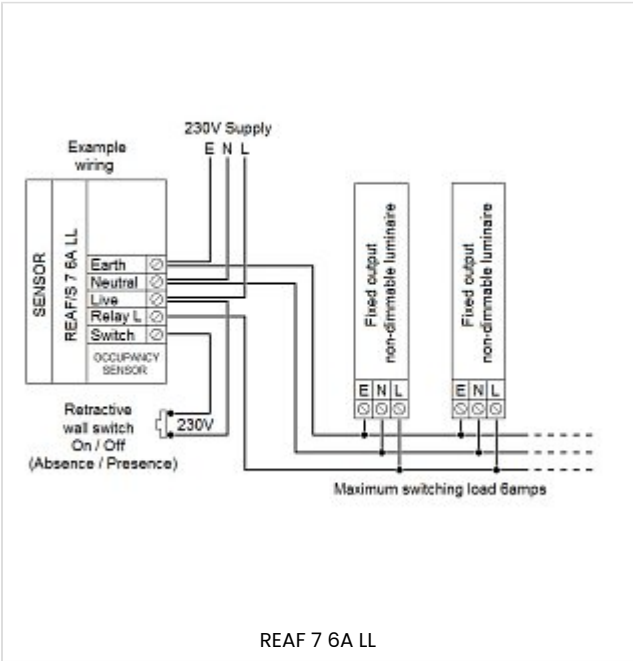 230V Supply
E N L
Example
wiring
SENSOR
REAF/S 7 6A LL
Earth
Neutral
Live
Relay L
Switch
OCCUPANCY
SENSOR
Retractive
wall switch
On / Off
(Absence / Presence)
230V
Fixed output
non-dimmable luminaire
E N L
Fixed output
non-dimmable luminaire
E N L
Maximum switching load 6amps
REAF 7 6A LL